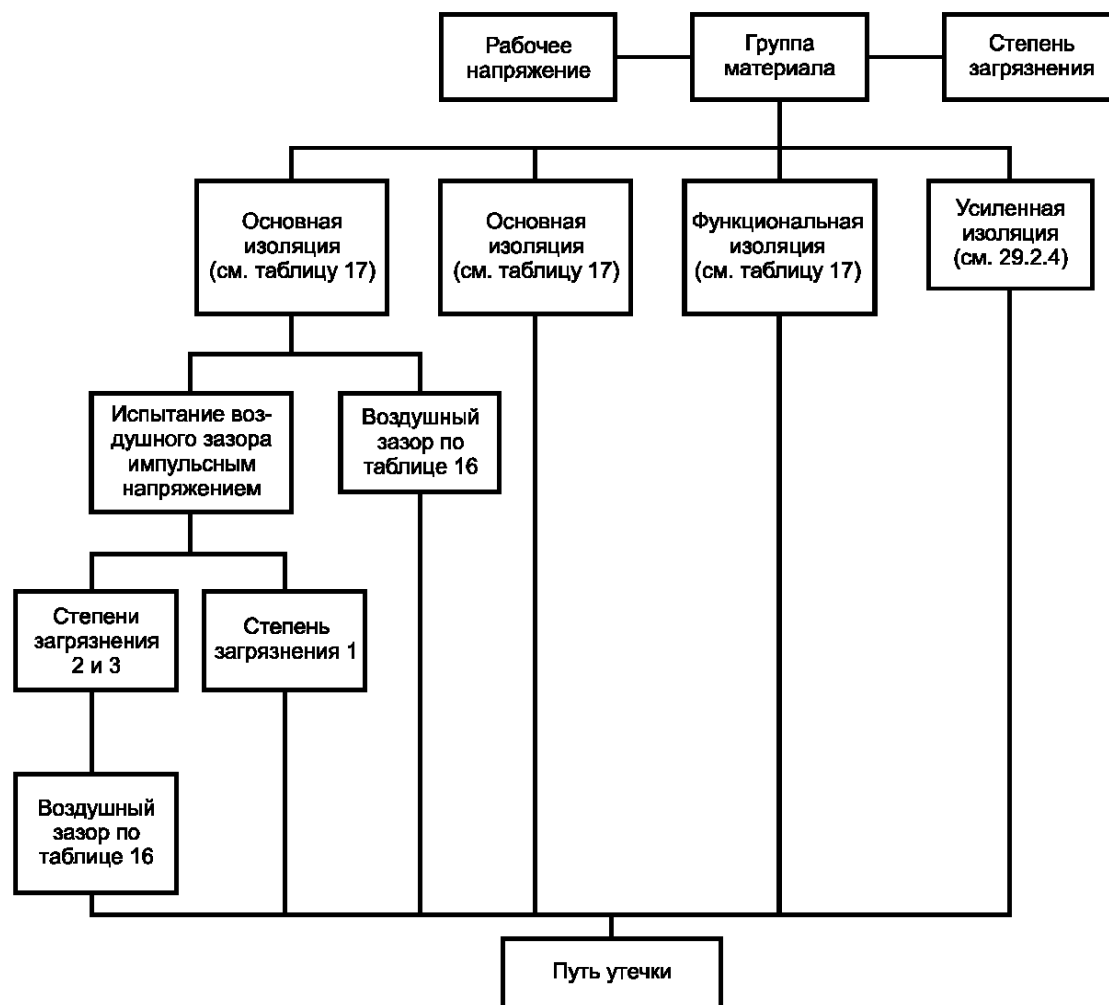 Рабочее
напряжение
Группа
материала
Степень
загрязнения
Основная
изоляция
(см. таблицу 17)
Основная
изоляция
(см. таблицу 17)
Функциональная
изоляция
(см. таблицу 17)
Усиленная
изоляция
(см. 29.2.4)
Испытание воз-
душного зазора
импульсным
напряжением
Воздушный
зазор по
таблице 16
Степени
загрязнения
2 и 3
Степень
загрязнения 1
Воздушный
зазор по
таблице 16
Путь утечки